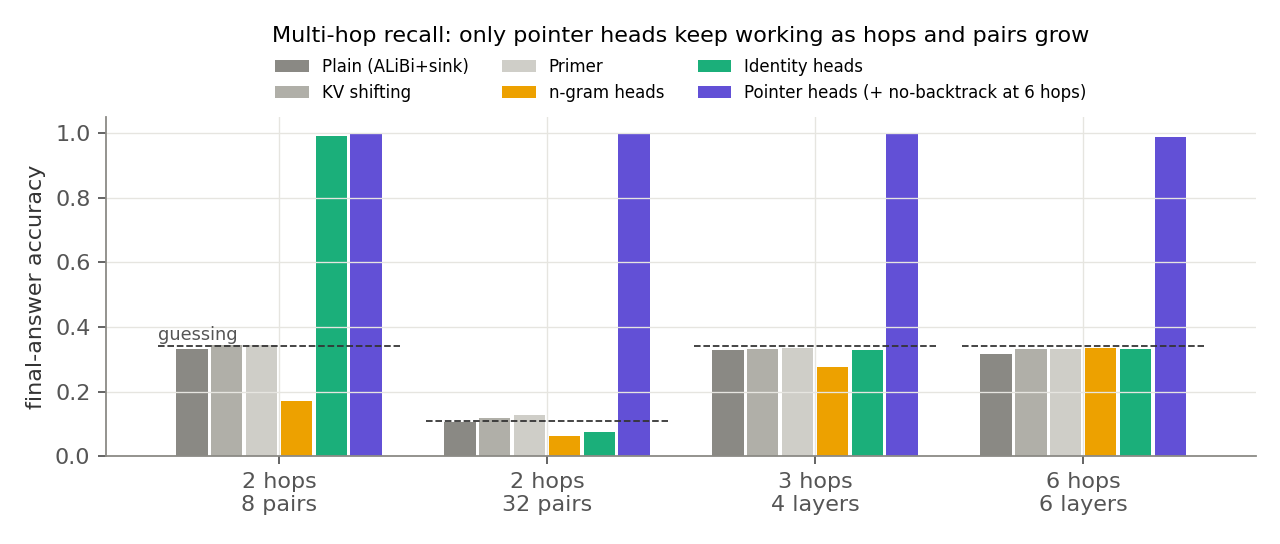 Multi-hop recall: only pointer heads keep working as hops and pairs grow
Plain (ALiBi+sink)
KV shifting
Primer
n-gram heads
Identity heads
Pointer heads (+ no-backtrack at 6 hops)
final-answer accuracy
1.0
0.8
0.6
0.4
0.2
0.0
guessing
2 hops
8 pairs
2 hops
32 pairs
3 hops
4 layers
6 hops
6 layers